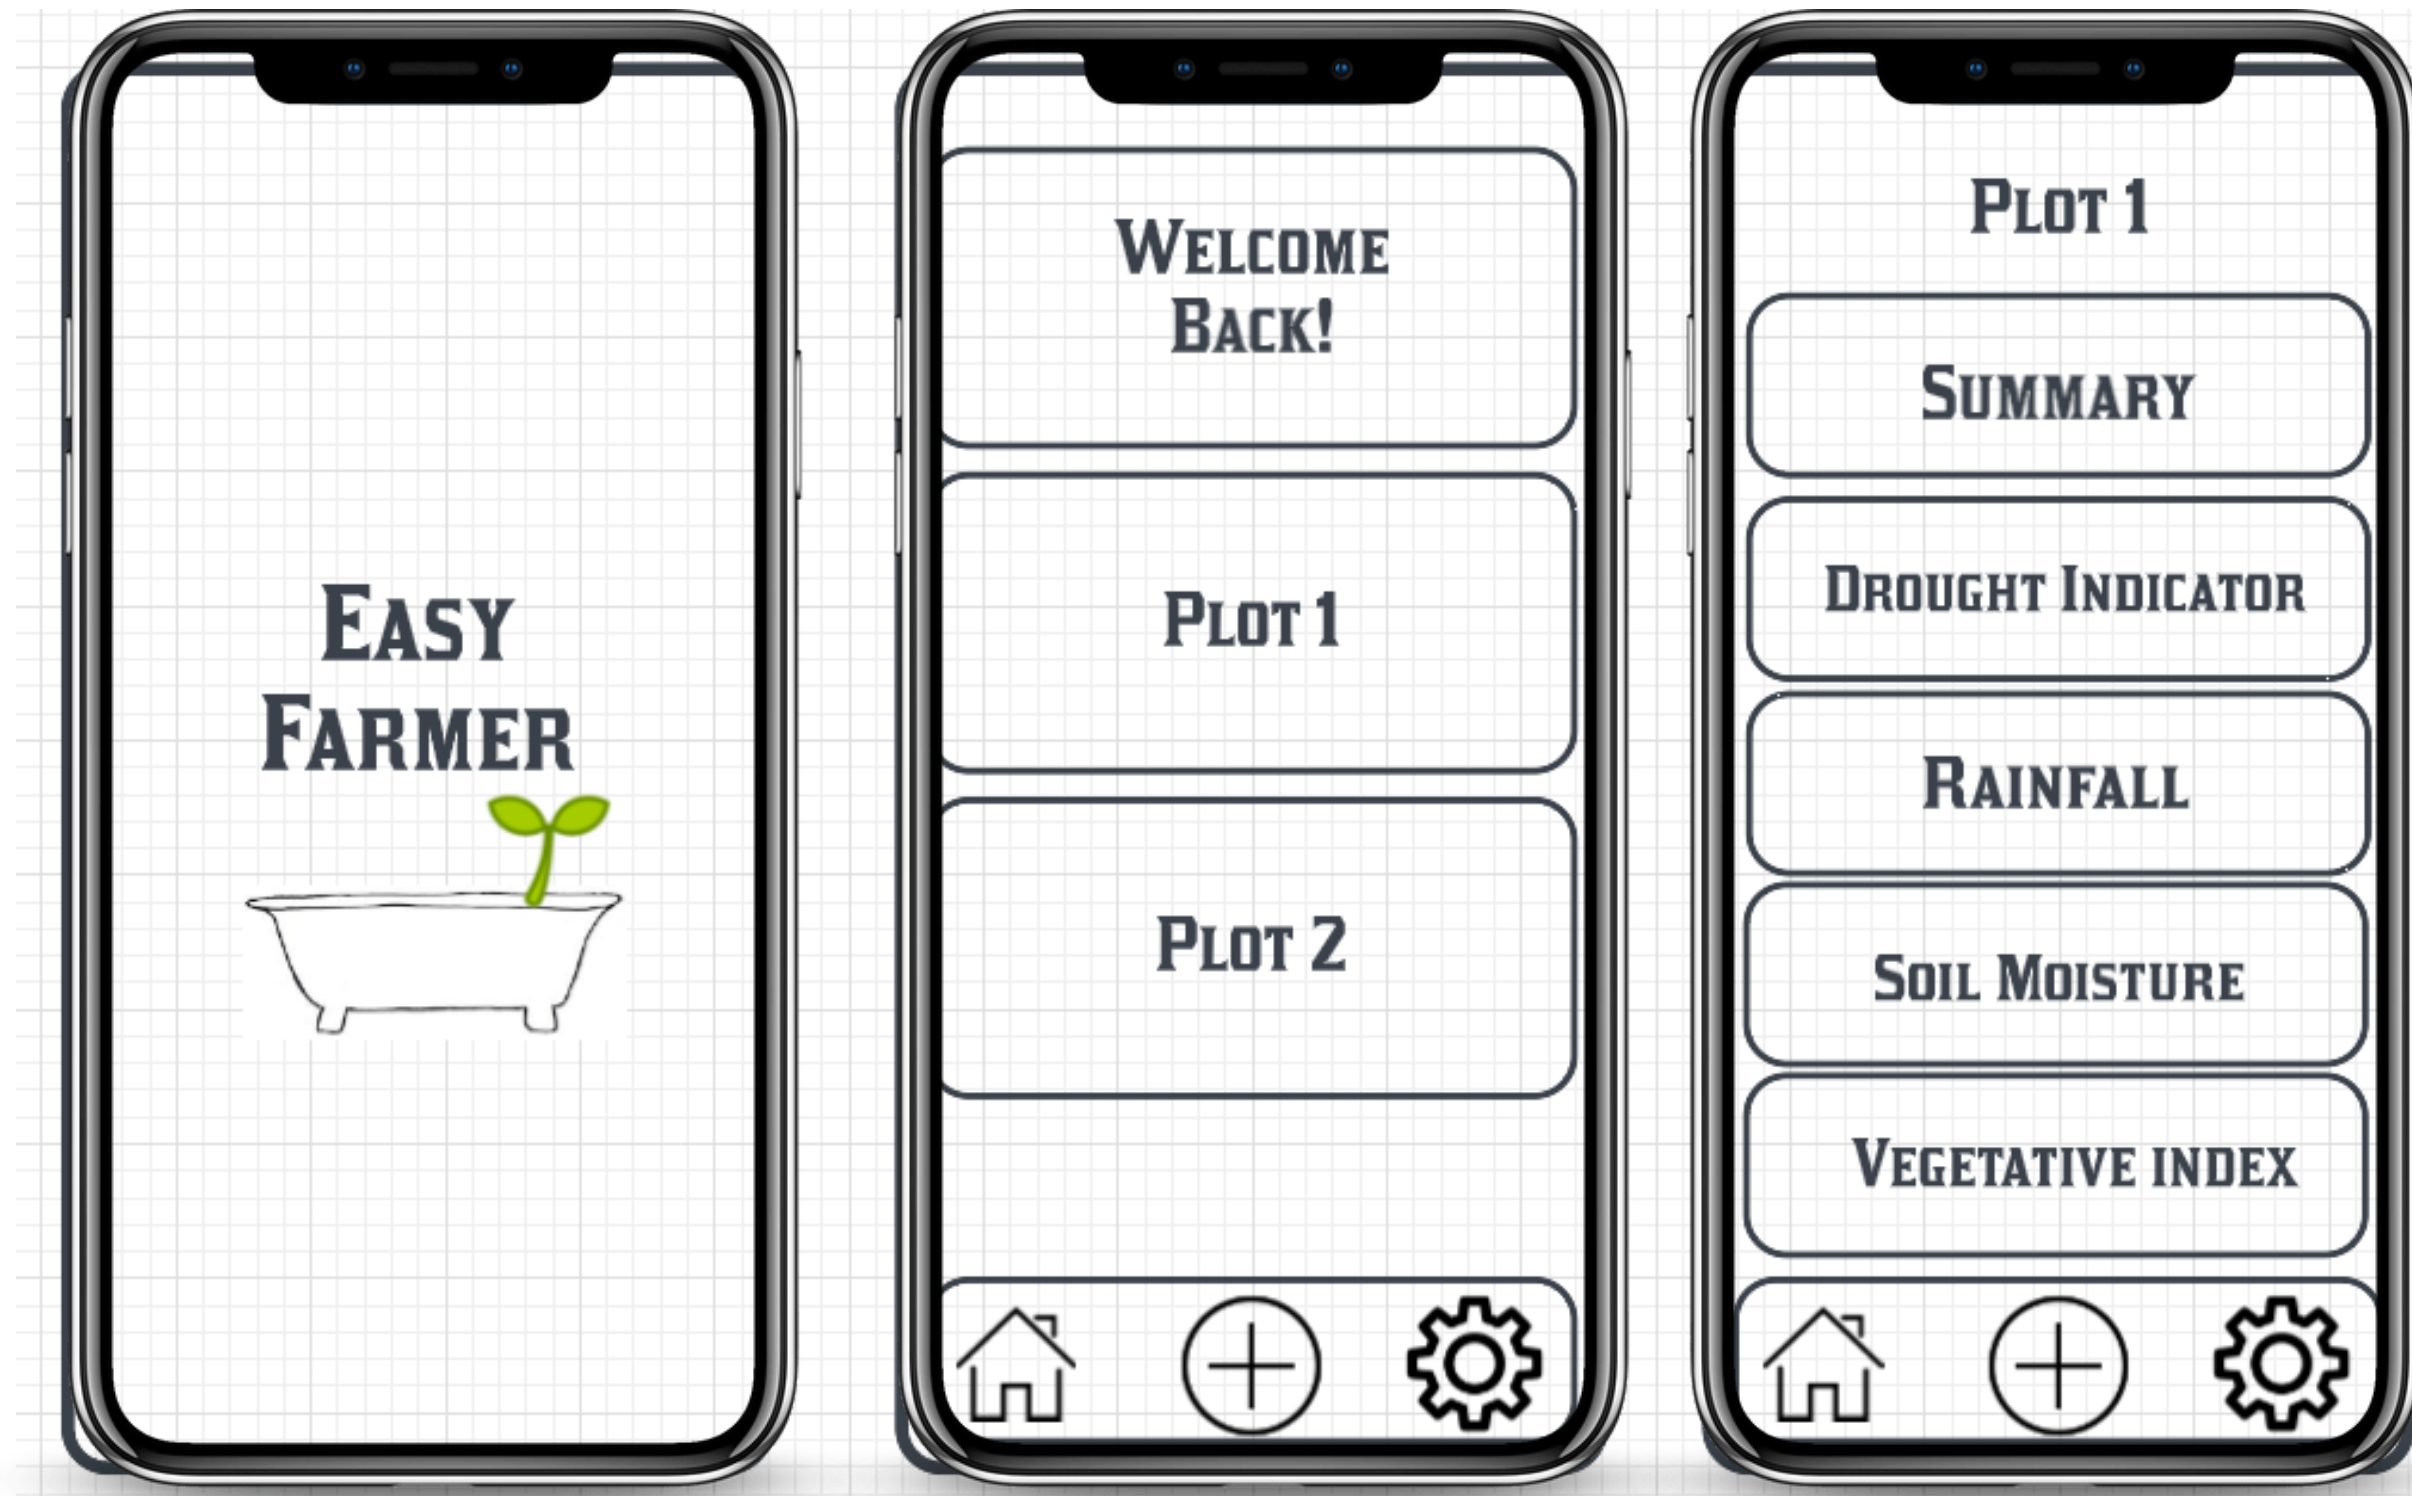 Easy
Farmer
Welcome
Back!
Plot 1
Plot 2
Plot 1
Summary
Drought Indicator
Rainfall
Soil Moisture
Vegetative index